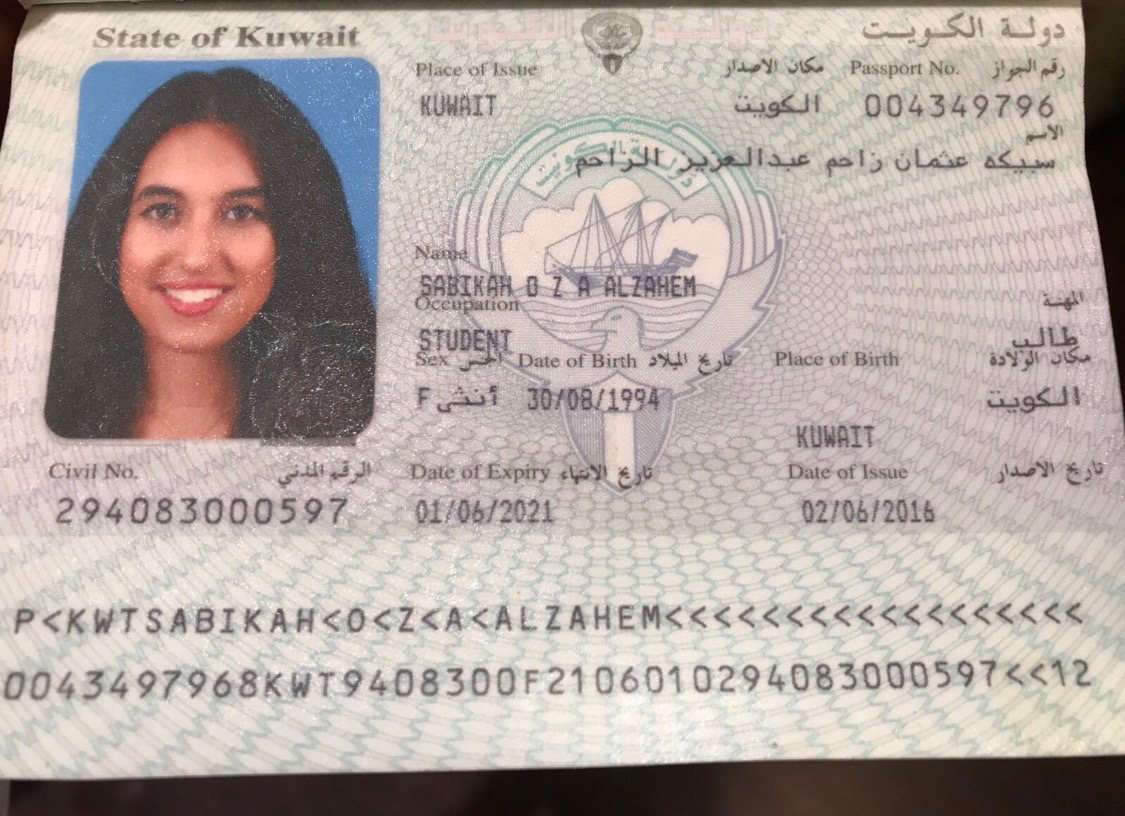 State of Kuwait
دولة الكويت
Place of Issue مكان الاصدار Passport No. رقم الجواز
KUWAIT الكويت 004349796
الاسم
سبيكه عثمان زاحم عبدالعزيز الزاحم
Name
SABIKAH O Z A ALZAHEM
Occupation المهنة
STUDENT طالب
Sex الجنس Date of Birth تاريخ الميلاد Place of Birth مكان الولادة
F أنثى 30/08/1994 الكويت
KUWAIT
Civil No. الرقم المدني Date of Expiry تاريخ الانتهاء Date of Issue تاريخ الاصدار
294083000597 01/06/2021 02/06/2016
P<KWTSABIKAH<O<Z<A<ALZAHEM<<<<<<<<<<<<<<<<<<
0043497968KWT9408300F2106010294083000597<<12